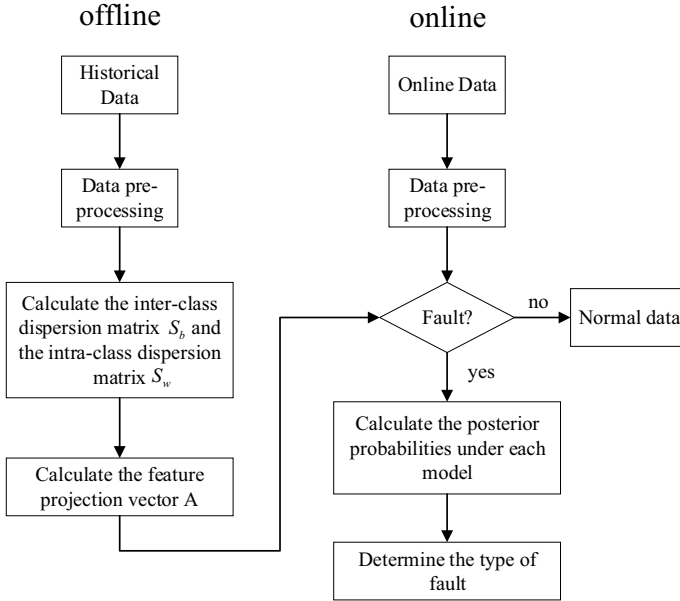 offline
Historical
Data
Data pre-
processing
Calculate the inter-class
dispersion matrix S_b and
the intra-class dispersion
matrix S_w
Calculate the feature
projection vector A
online
Online Data
Data pre-
processing
Fault?
no
Normal data
yes
Calculate the posterior
probabilities under each
model
Determine the type of
fault